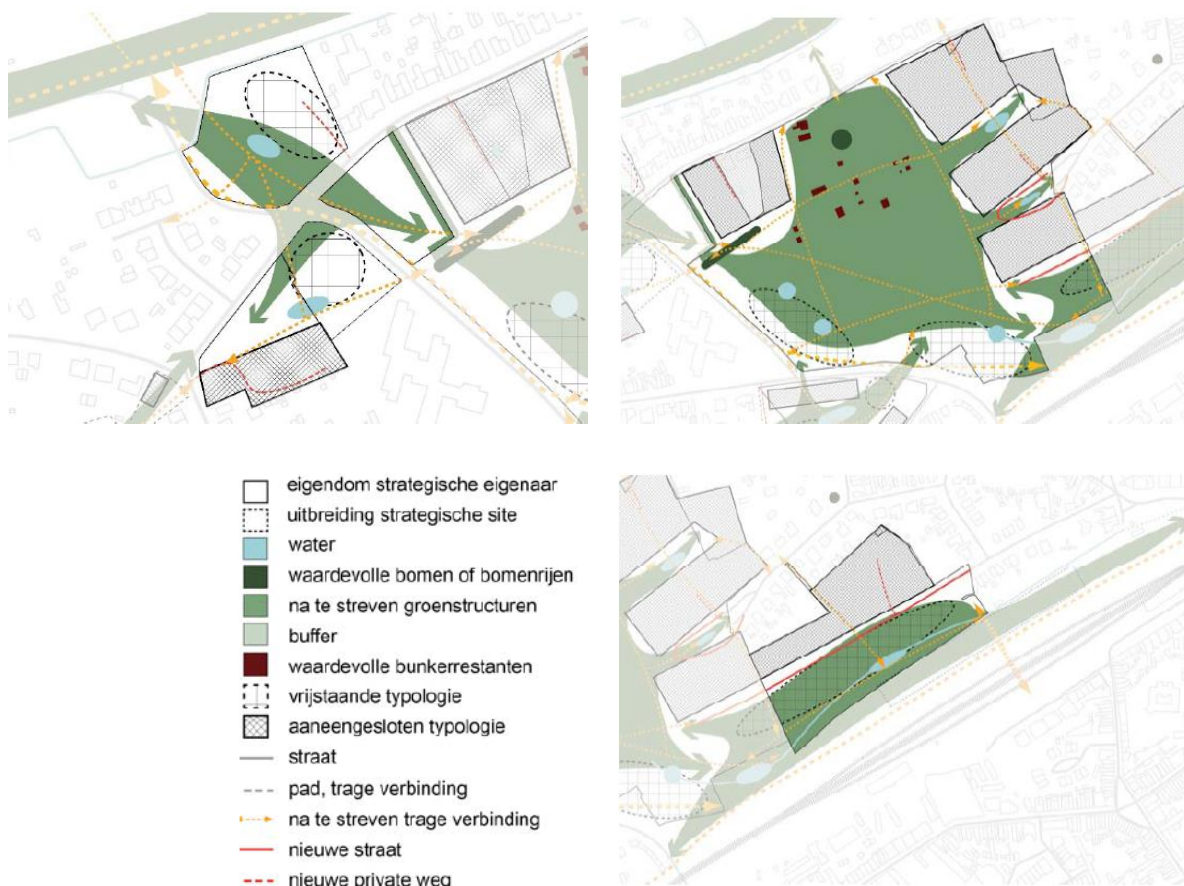 eigendom strategische eigenaar
uitbreiding strategische site
water
waardevolle bomen of bomenrijen
na te streven groenstructuren
buffer
waardevolle bunkerrestanten
vrijstaande typologie
aaneengesloten typologie
straat
pad, trage verbinding
na te streven trage verbinding
nieuwe straat
nieuwe private weg